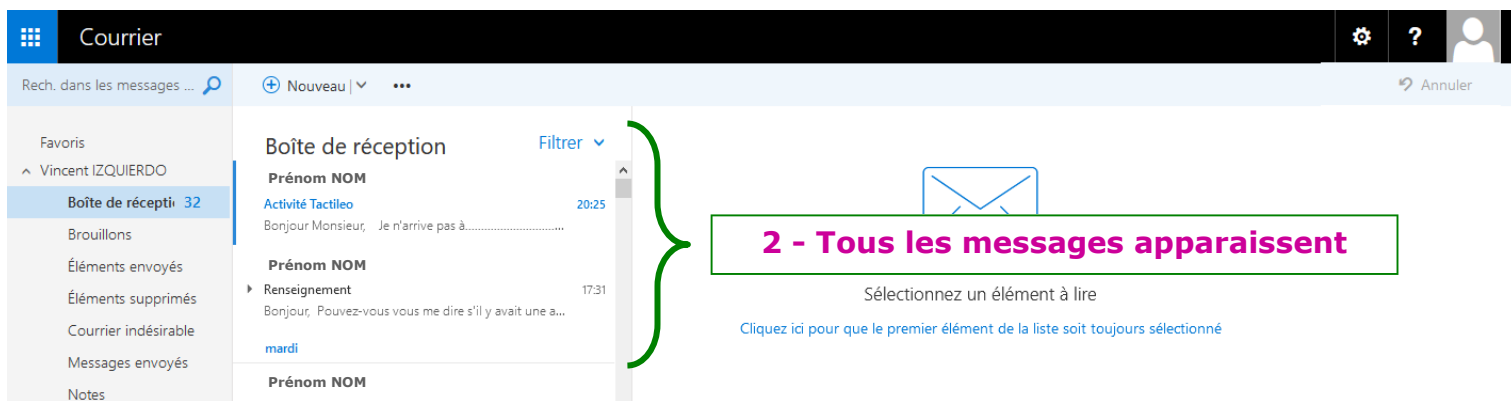 Courrier
?
Rech. dans les messages ...
Nouveau
Annuler
Favoris
Vincent IZQUIERDO
Boîte de réception 32
Brouillons
Éléments envoyés
Éléments supprimés
Courrier indésirable
Messages envoyés
Notes
Boîte de réception
Filtrer
Prénom NOM
Activité Tactileo 20:25
Bonjour Monsieur, Je n'arrive pas à..............................
Prénom NOM
Renseignement 17:31
Bonjour, Pouvez-vous vous me dire s'il y avait une a...
mardi
Prénom NOM
2 - Tous les messages apparaissent
Sélectionnez un élément à lire
Cliquez ici pour que le premier élément de la liste soit toujours sélectionné